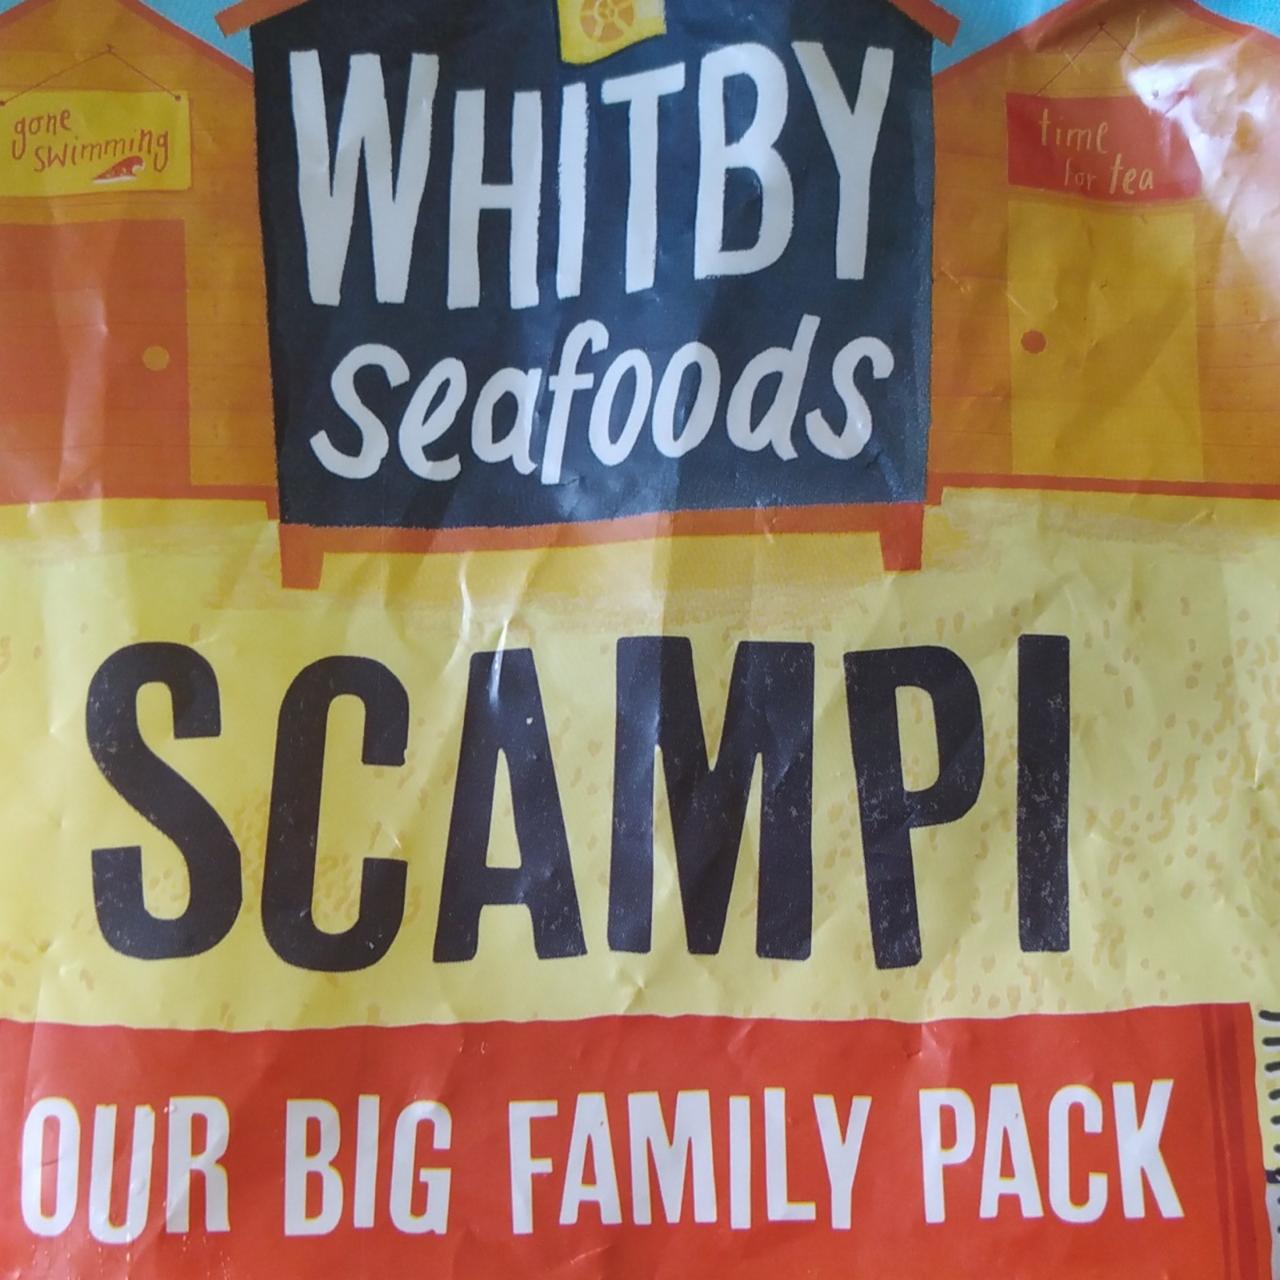 WHITBY
seafoods
gone
swimming
time
for tea
SCAMPI
OUR BIG FAMILY PACK